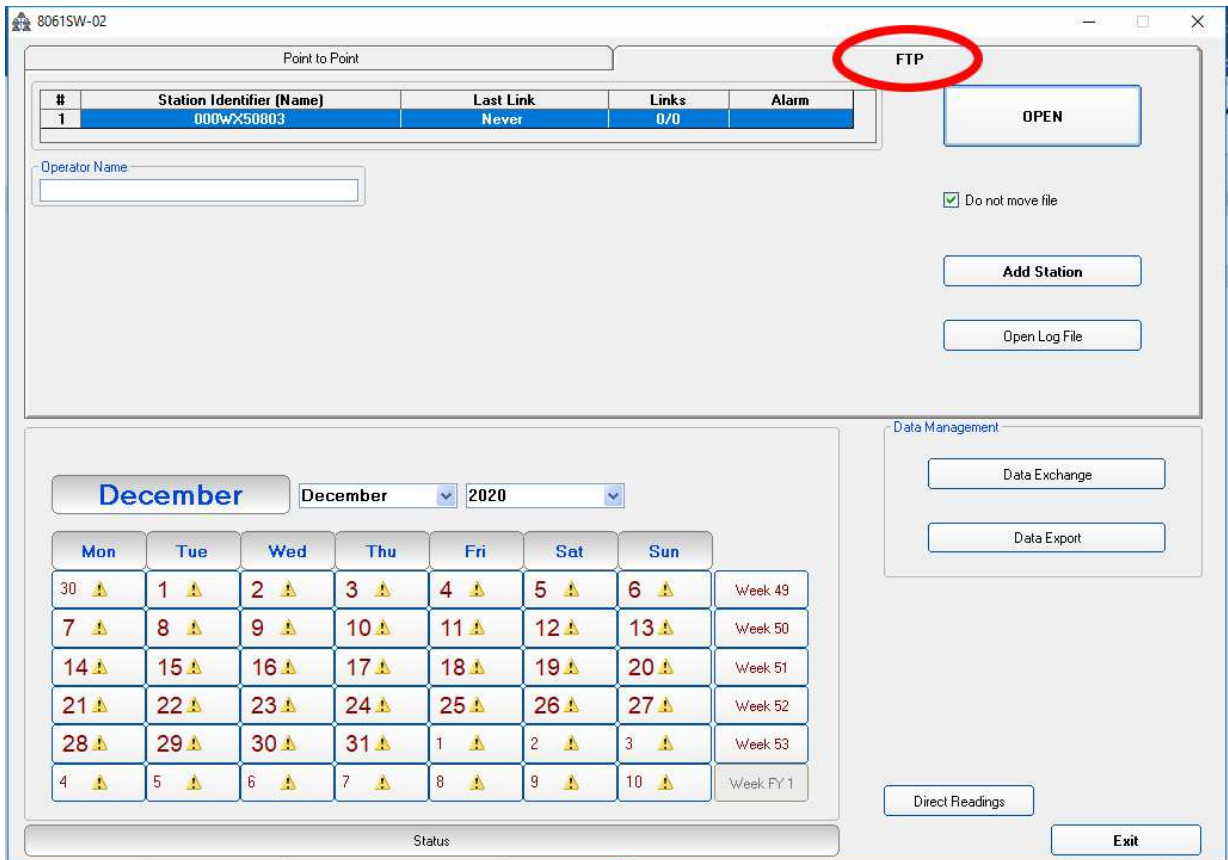 8061SW-02
Point to Point
FTP
# Station Identifier (Name) Last Link Links Alarm
1 000WX50803 Never 0/0
OPEN
Operator Name
Do not move file
Add Station
Open Log File
Data Management
Data Exchange
Data Export
December December 2020
Mon Tue Wed Thu Fri Sat Sun
30 1 2 3 4 5 6 Week 49
7 8 9 10 11 12 13 Week 50
14 15 16 17 18 19 20 Week 51
21 22 23 24 25 26 27 Week 52
28 29 30 31 1 2 3 Week 53
4 5 6 7 8 9 10 Week FY 1
Direct Readings
Status
Exit